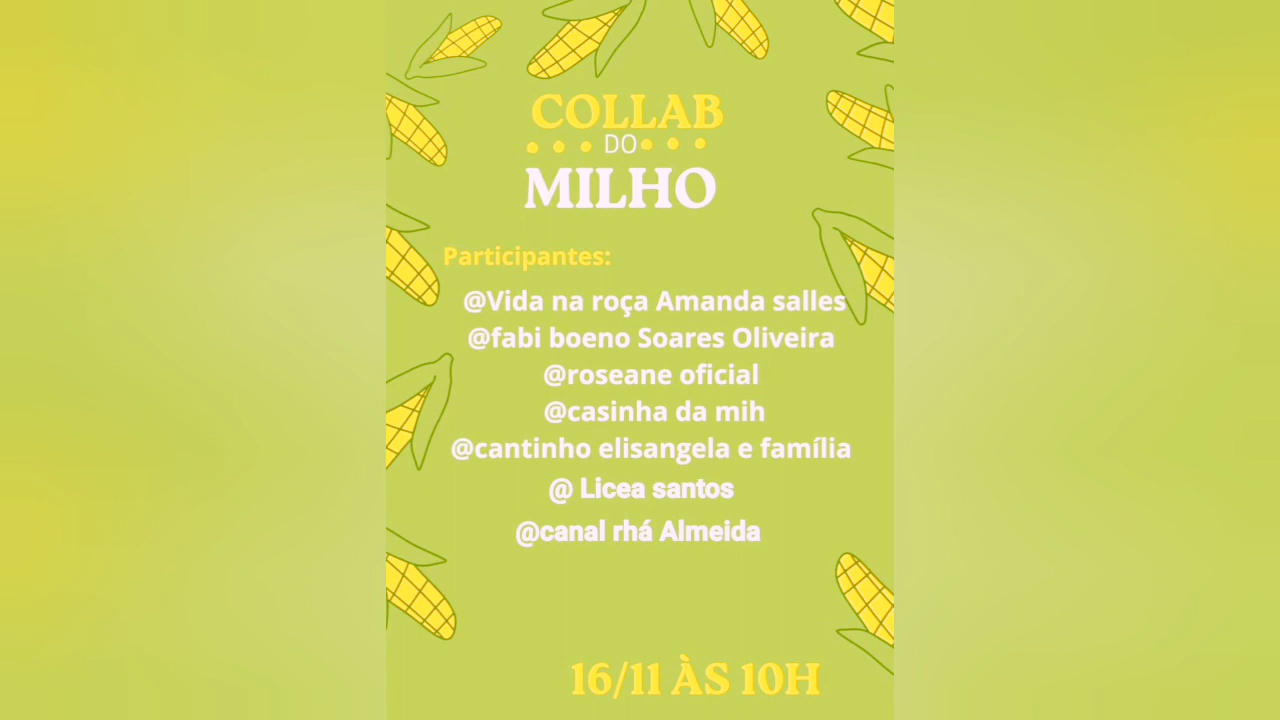 COLLAB
DO
MILHO
Participantes:
@Vida na roça Amanda salles
@fabi boeno Soares Oliveira
@roseane oficial
@casinha da mih
@cantinho elisangela e família
@ Licea santos
@canal rhá Almeida
16/11 ÀS 10H